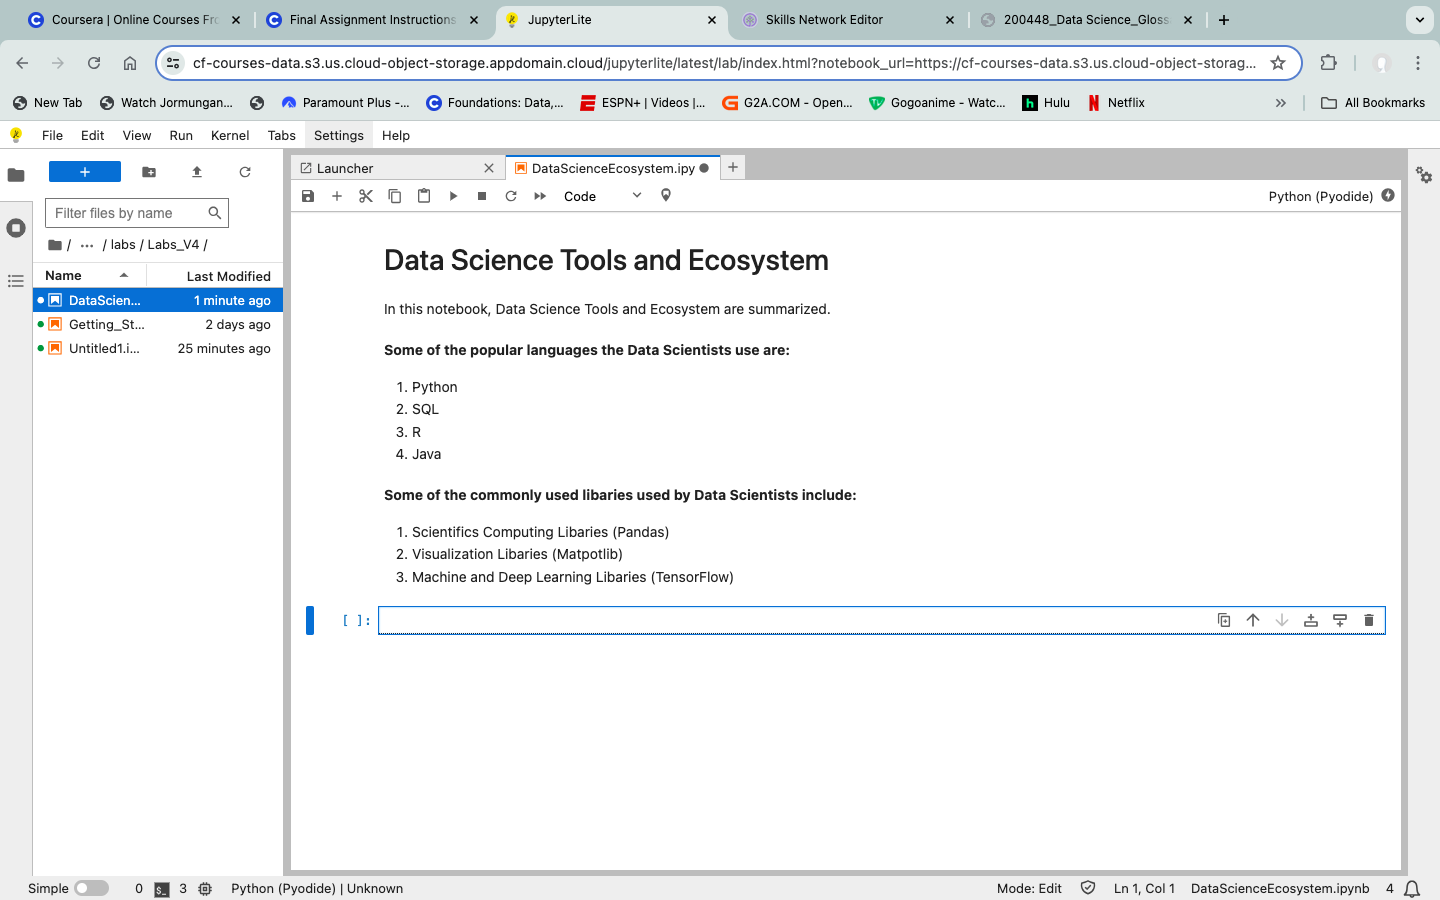 Coursera | Online Courses Fro
Final Assignment Instructions
JupyterLite
Skills Network Editor
200448_Data Science_Gloss
cf-courses-data.s3.us.cloud-object-storage.appdomain.cloud/jupyterlite/latest/lab/index.html?notebook_url=https://cf-courses-data.s3.us.cloud-object-storag...
New Tab
Watch Jormungan...
Paramount Plus -...
Foundations: Data,...
ESPN+ | Videos |...
G2A.COM - Open...
Gogoanime - Watc...
Hulu
Netflix
All Bookmarks
File Edit View Run Kernel Tabs Settings Help
Launcher
DataScienceEcosystem.ipy
Code
Python (Pyodide)
Filter files by name
/ ... / labs / Labs_V4 /
Name Last Modified
DataScien... 1 minute ago
Getting_St... 2 days ago
Untitled1.i... 25 minutes ago
Data Science Tools and Ecosystem
In this notebook, Data Science Tools and Ecosystem are summarized.
Some of the popular languages the Data Scientists use are:
1. Python
2. SQL
3. R
4. Java
Some of the commonly used libaries used by Data Scientists include:
1. Scientifics Computing Libaries (Pandas)
2. Visualization Libaries (Matpotlib)
3. Machine and Deep Learning Libaries (TensorFlow)
[ ]:
Simple 0 $_ 3 Python (Pyodide) | Unknown Mode: Edit Ln 1, Col 1 DataScienceEcosystem.ipynb 4